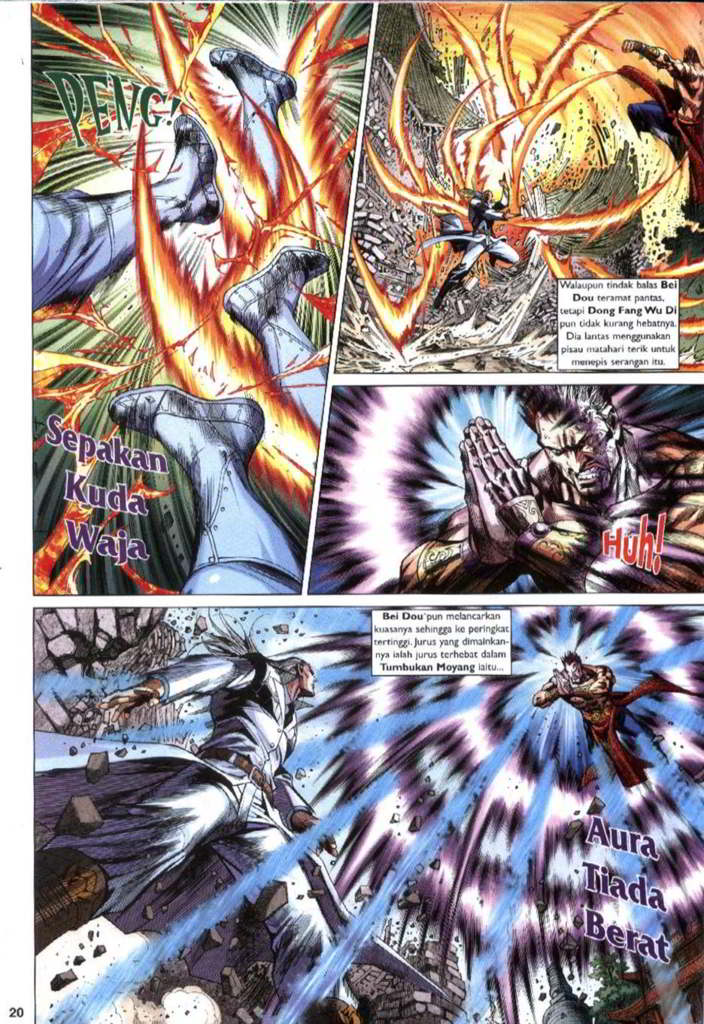 PENG!
Sepakan
Kuda
Waja
Walaupun tindak balas Bei
Dou teramat pantas,
tetapi Dong Fang Wu Di
pun tidak kurang hebatnya.
Dia lantas menggunakan
pisau matahari terik untuk
menepis serangan itu.
Huh!
Bei Dou pun melancarkan
kuasanya sehingga ke peringkat
tertinggi. Jurus yang dimainkan-
nya ialah jurus terhebat dalam
Tumbukan Moyang iaitu...
Aura
Tiada
Berat
20